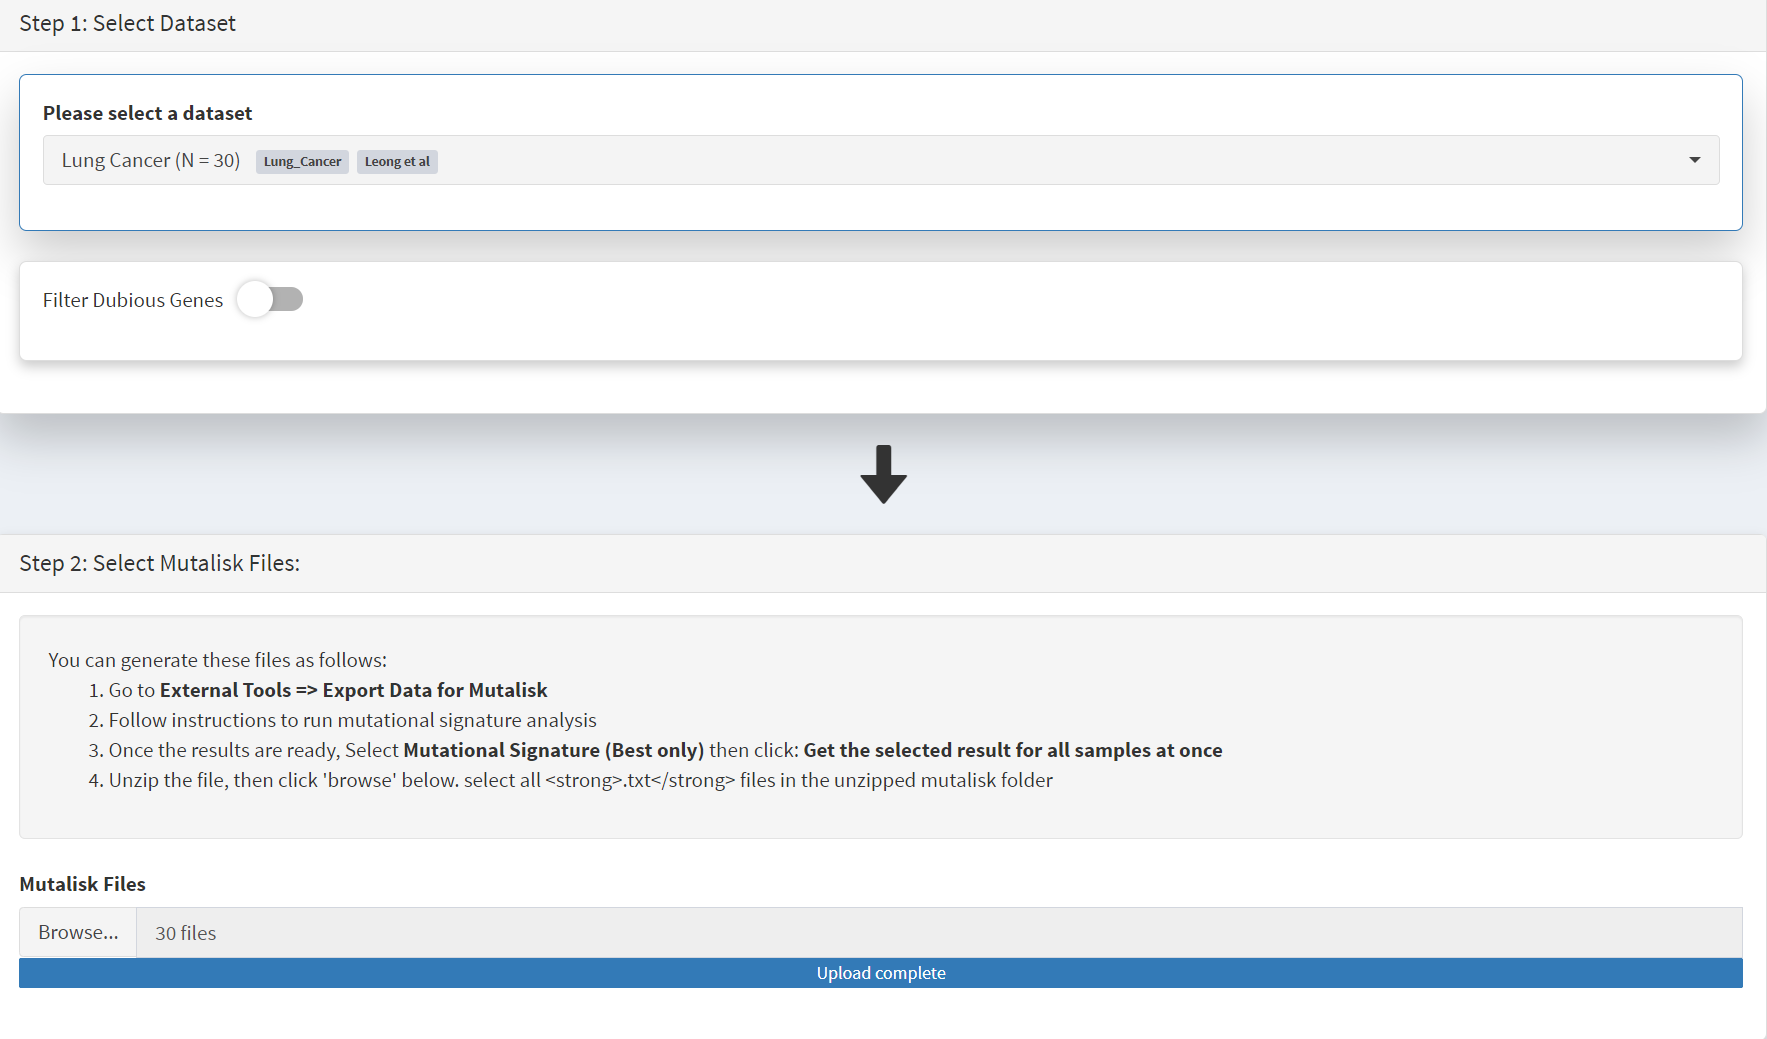 Step 1: Select Dataset
Please select a dataset
Lung Cancer (N = 30) Lung_Cancer Leong et al
Filter Dubious Genes
Step 2: Select Mutalisk Files:
You can generate these files as follows:
1. Go to External Tools => Export Data for Mutalisk
2. Follow instructions to run mutational signature analysis
3. Once the results are ready, Select Mutational Signature (Best only) then click: Get the selected result for all samples at once
4. Unzip the file, then click 'browse' below. select all <strong>.txt</strong> files in the unzipped mutalisk folder
Mutalisk Files
Browse... 30 files
Upload complete